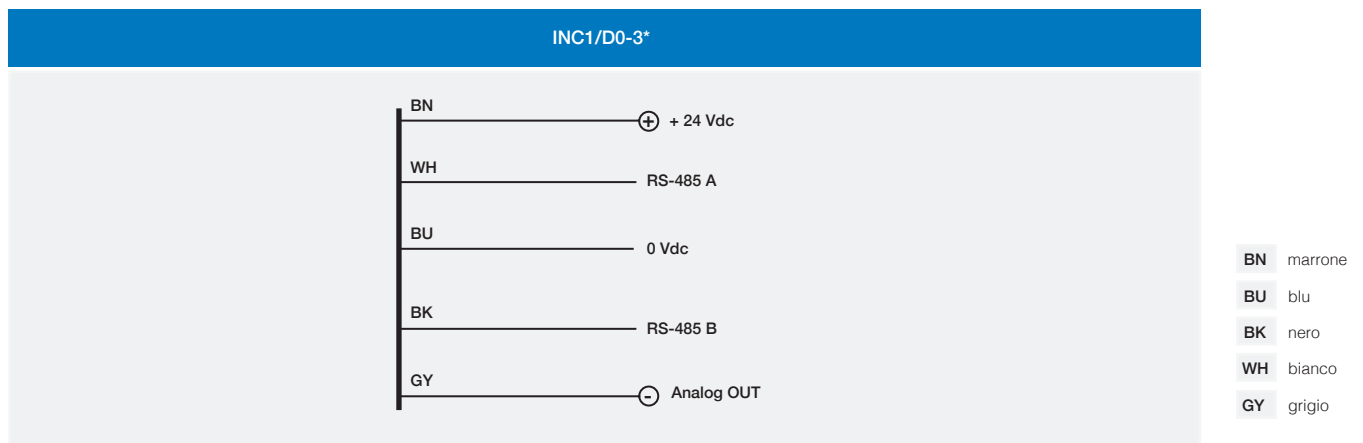 INC1/D0-3*
BN
+ 24 Vdc
WH
RS-485 A
BU
0 Vdc
BK
RS-485 B
GY
Analog OUT
BN marrone
BU blu
BK nero
WH bianco
GY grigio